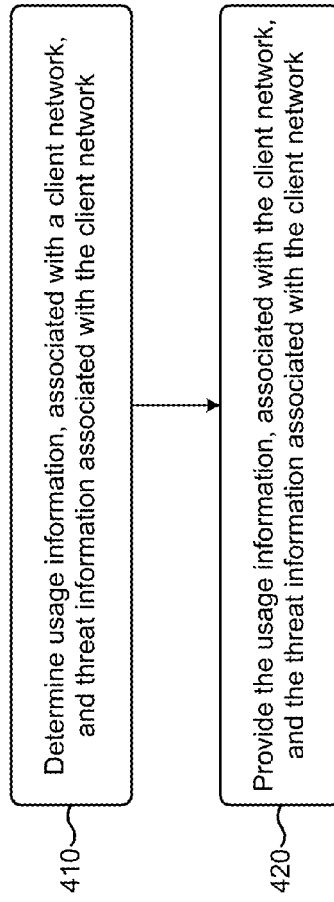 410
Determine usage information, associated with a client network,
and threat information associated with the client network
420
Provide the usage information, associated with the client network,
and the threat information associated with the client network